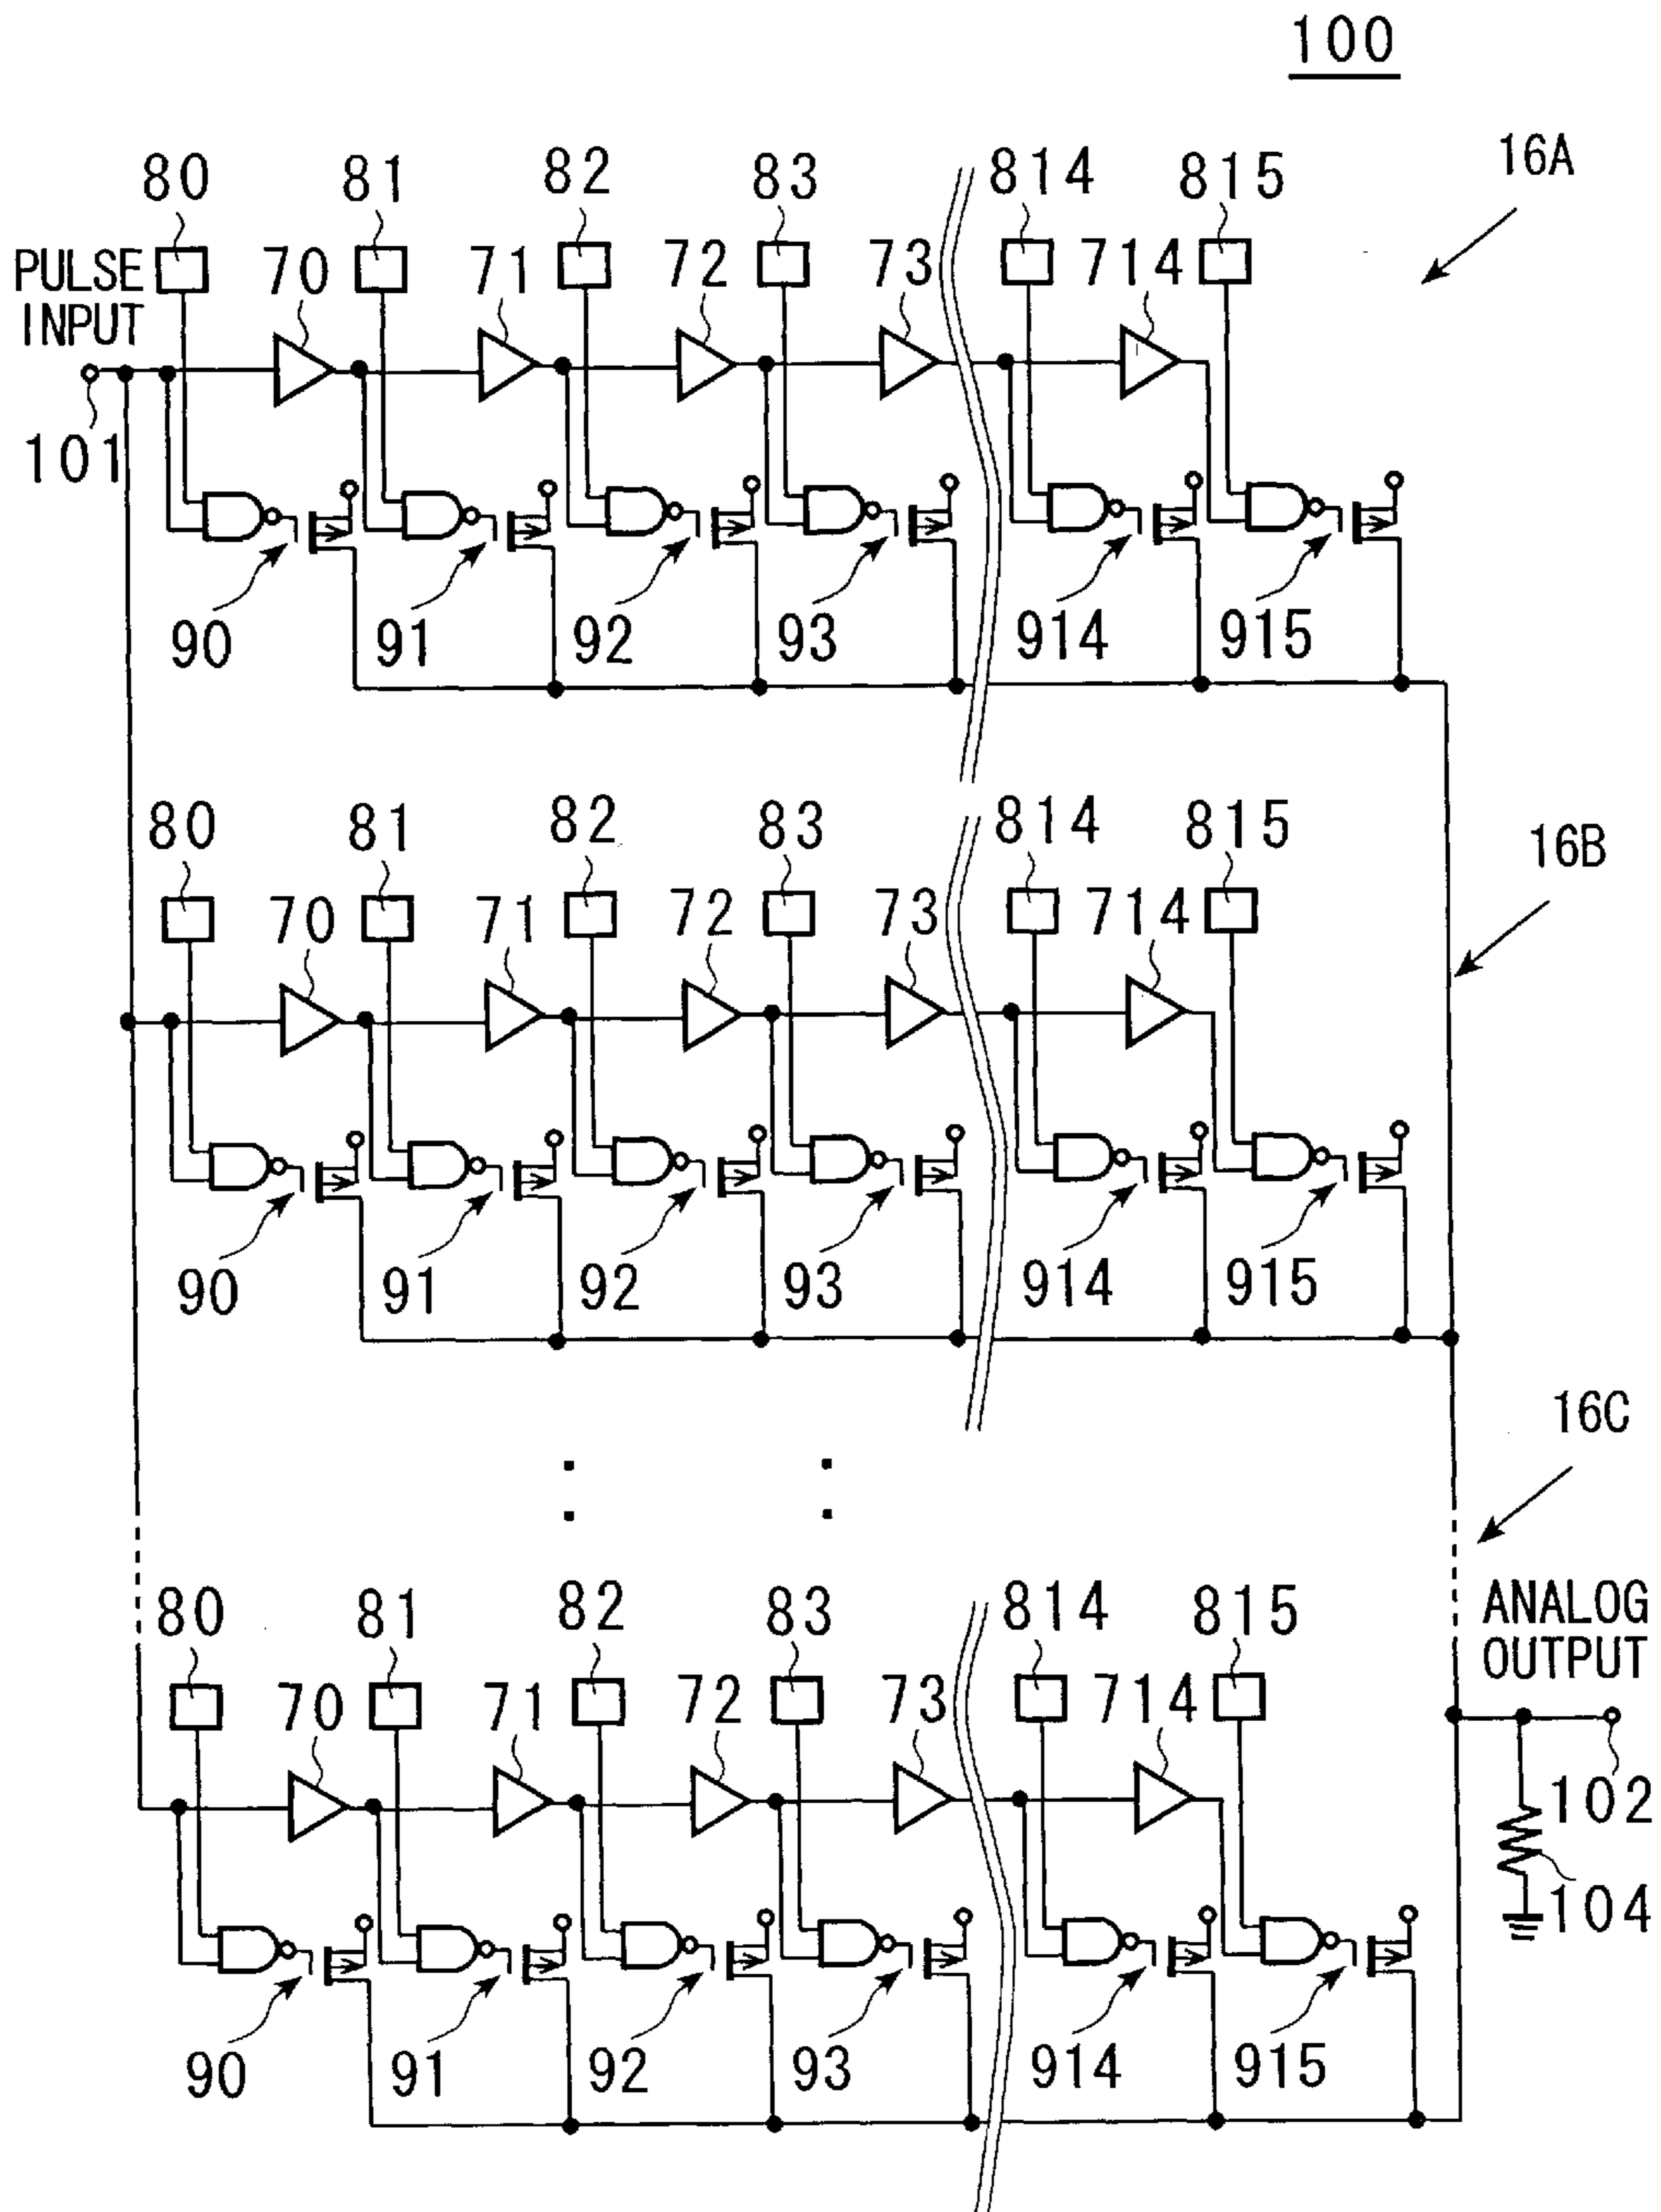 100
16A
80 81 82 83 814 815
PULSE
INPUT
70 71 72 73 714
101
90 91 92 93 914 915
80 81 82 83 814 815
16B
70 71 72 73 714
90 91 92 93 914 915
16C
80 81 82 83 814 815
ANALOG
OUTPUT
70 71 72 73 714
102
104
90 91 92 93 914 915